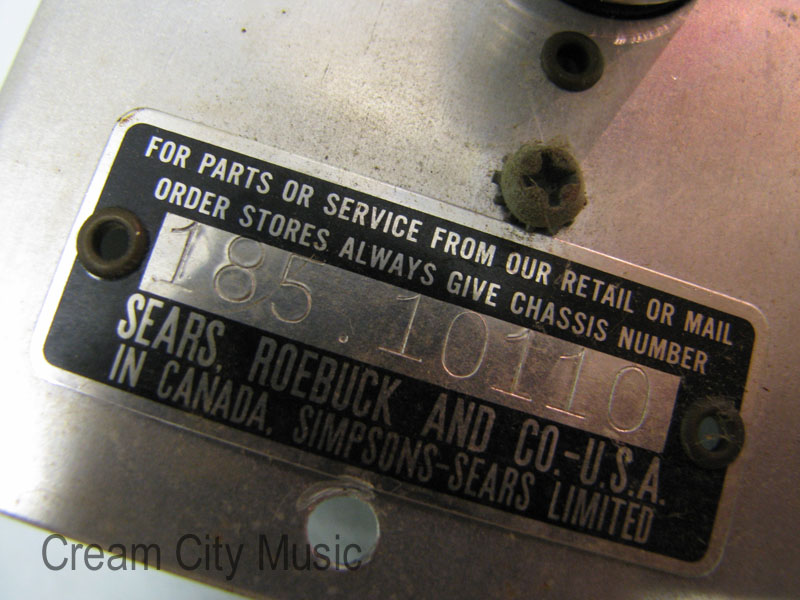 FOR PARTS OR SERVICE FROM OUR RETAIL OR MAIL
ORDER STORES ALWAYS GIVE CHASSIS NUMBER
185.10110
SEARS, ROEBUCK AND CO.-U.S.A.
IN CANADA, SIMPSONS-SEARS LIMITED
Cream City Music